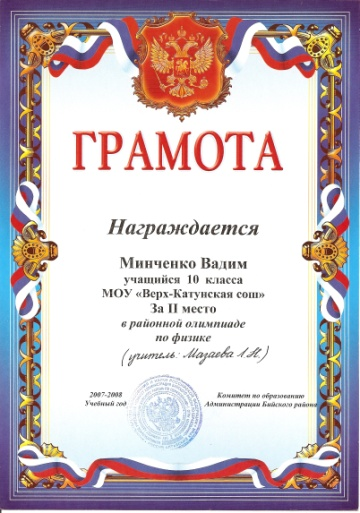 ГРАМОТА
Награждается
Минченко Вадим
учащийся 10 класса
МОУ «Верх-Катунская сош»
За II место
в районной олимпиаде
по физике
(учитель: Мазаева Л.Н.)
2007-2008
Учебный год
Комитет по образованию
Администрации Бийского района